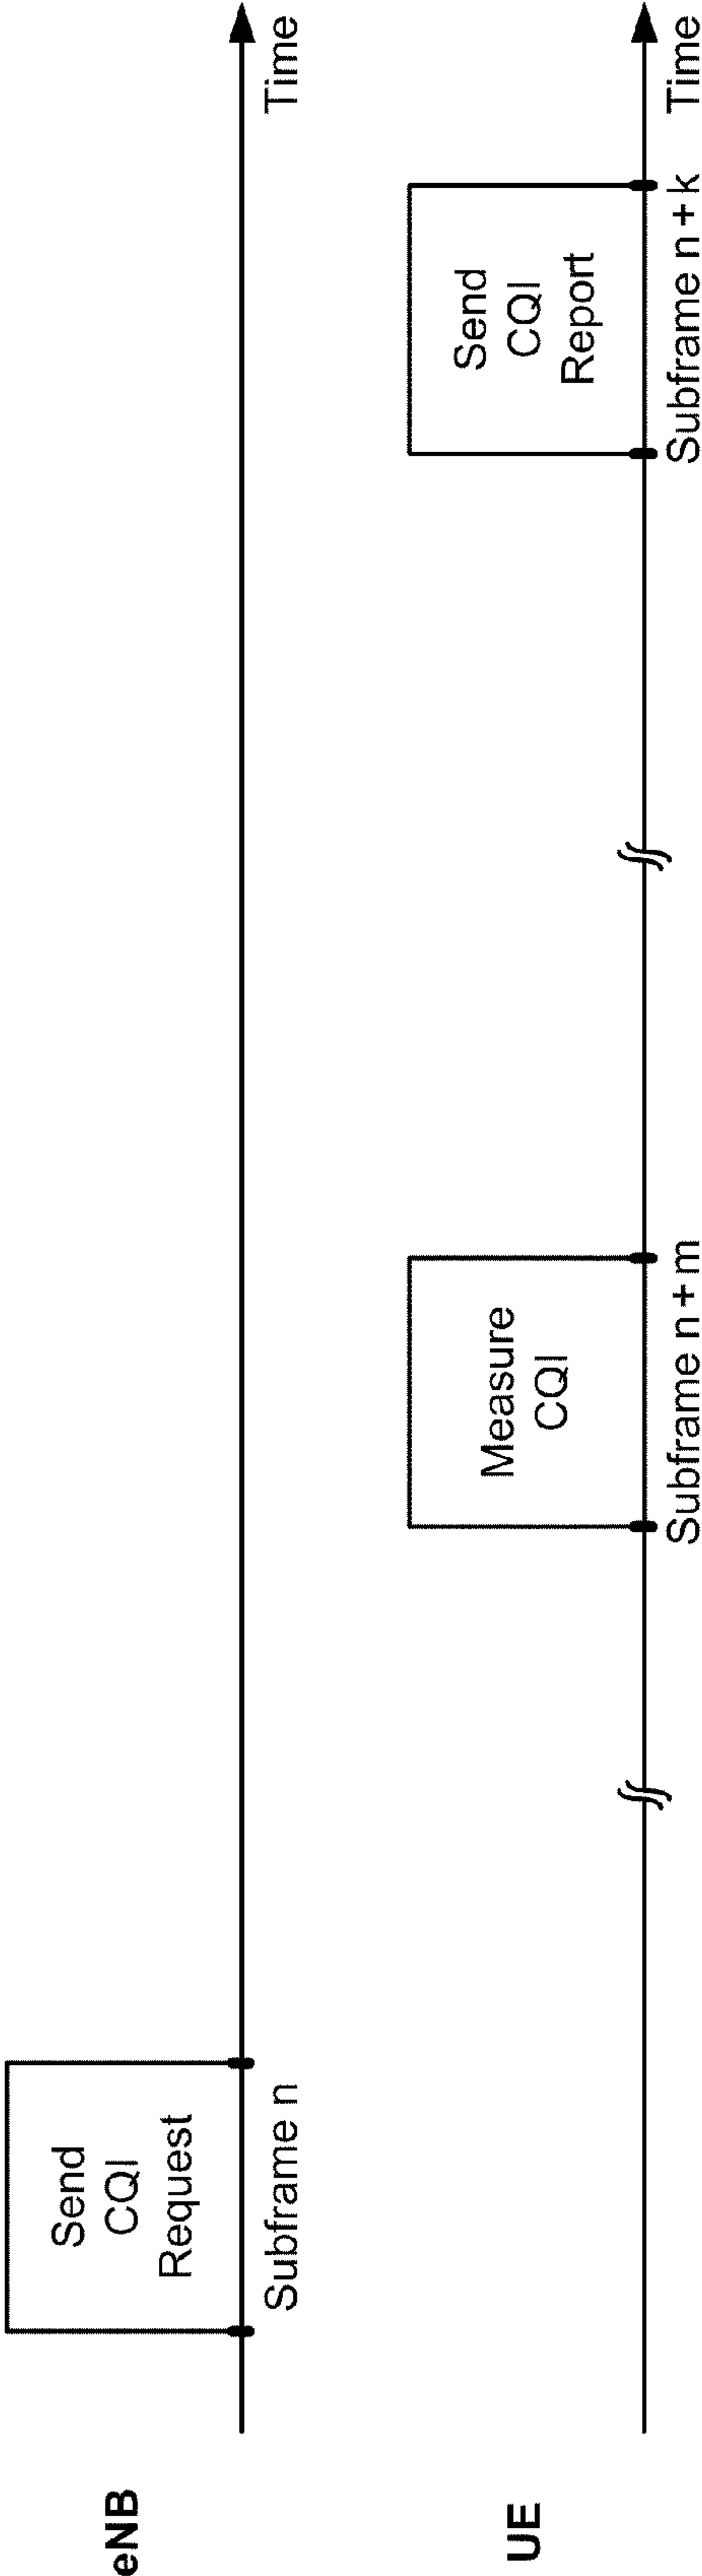 eNB
Send
CQI
Request
Subframe n
Time
UE
Measure
CQI
Subframe n + m
Send
CQI
Report
Subframe n + k
Time